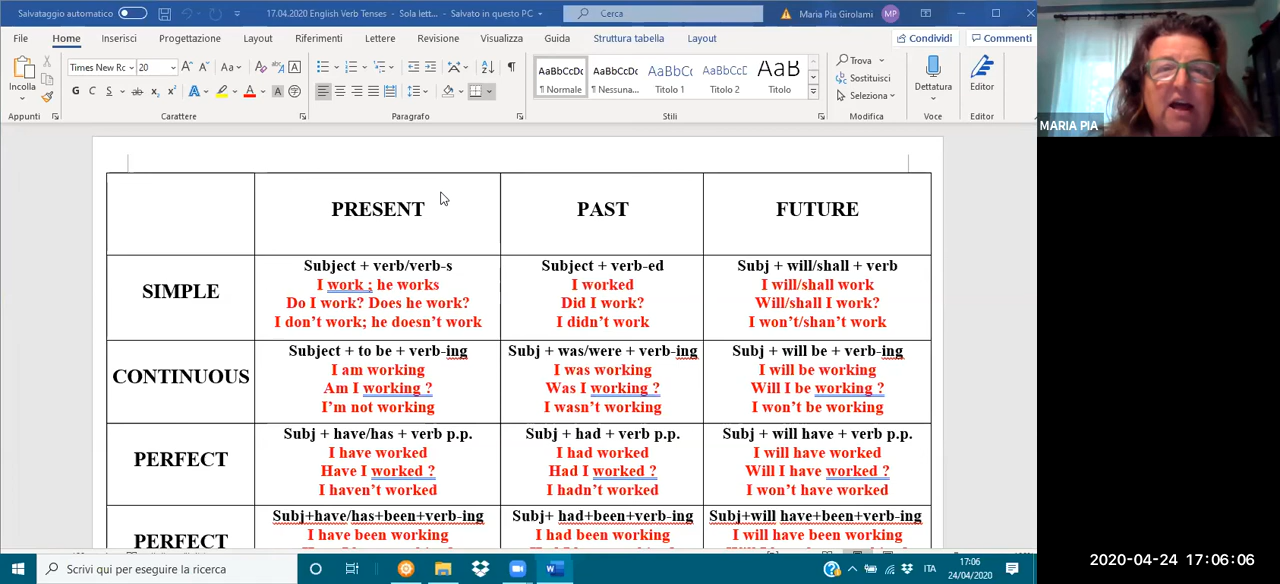 Salvataggio automatico
17.04.2020 English Verb Tenses - Sola lett... - Salvato in questo PC
Cerca
Maria Pia Girolami
MP
File
Home
Inserisci
Progettazione
Layout
Riferimenti
Lettere
Revisione
Visualizza
Guida
Struttura tabella
Layout
Condividi
Commenti
Incolla
Times New Ro
20
Aa
G C S ab x₂ x²
AaBbCcDc
¶ Normale
AaBbCcDc
¶ Nessuna...
AaBbCc
Titolo 1
AaBbCcD
Titolo 2
AaB
Titolo
Trova
Sostituisci
Seleziona
Dettatura
Editor
Appunti
Carattere
Paragrafo
Stili
Modifica
Voce
Editor
MARIA PIA
PRESENT
PAST
FUTURE
SIMPLE
Subject + verb/verb-s
I work ; he works
Do I work? Does he work?
I don't work; he doesn't work
Subject + verb-ed
I worked
Did I work?
I didn't work
Subj + will/shall + verb
I will/shall work
Will/shall I work?
I won't/shan't work
CONTINUOUS
Subject + to be + verb-ing
I am working
Am I working ?
I'm not working
Subj + was/were + verb-ing
I was working
Was I working ?
I wasn't working
Subj + will be + verb-ing
I will be working
Will I be working ?
I won't be working
PERFECT
Subj + have/has + verb p.p.
I have worked
Have I worked ?
I haven't worked
Subj + had + verb p.p.
I had worked
Had I worked ?
I hadn't worked
Subj + will have + verb p.p.
I will have worked
Will I have worked ?
I won't have worked
PERFECT
Subj+have/has+been+verb-ing
I have been working
Subj+ had+been+verb-ing
I had been working
Subj+will have+been+verb-ing
I will have been working
Scrivi qui per eseguire la ricerca
ITA
17:06
24/04/2020
2020-04-24 17:06:06